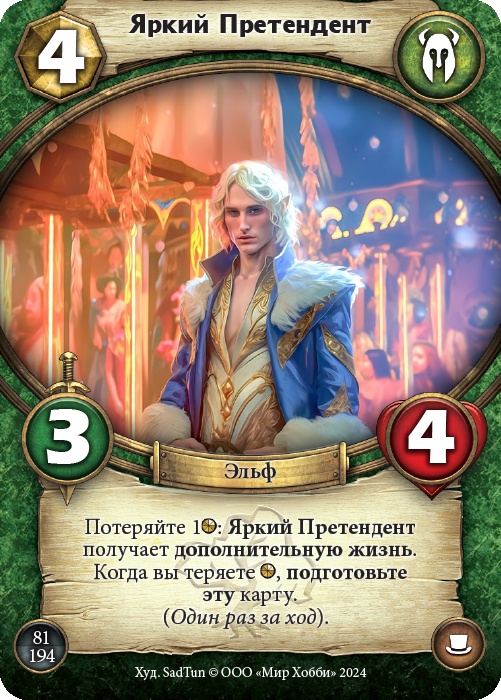 Яркий Претендент
4
3
4
Эльф
Потеряйте 1: Яркий Претендент
получает дополнительную жизнь.
Когда вы теряете , подготовьте
эту карту.
(Один раз за ход).
81
194
Худ. SadTun © ООО «Мир Хобби» 2024